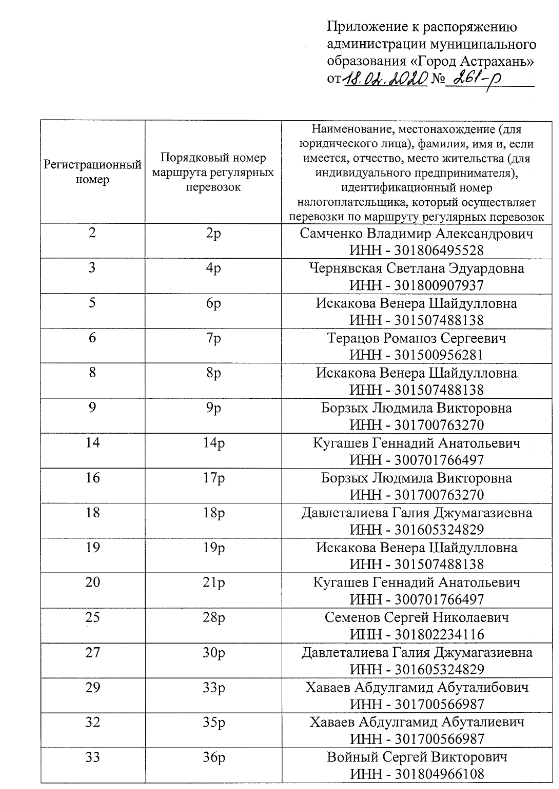 Приложение к распоряжению
администрации муниципального
образования «Город Астрахань»
от 18.02.2020 № 261-р
Регистрационный
номер
Порядковый номер
маршрута регулярных
перевозок
Наименование, местонахождение (для
юридического лица), фамилия, имя и, если
имеется, отчество, место жительства (для
индивидуального предпринимателя),
идентификационный номер
налогоплательщика, который осуществляет
перевозки по маршруту регулярных перевозок
2 2р Самченко Владимир Александрович
ИНН - 301806495528
3 4р Чернявская Светлана Эдуардовна
ИНН - 301800907937
5 6р Искакова Венера Шайдулловна
ИНН - 301507488138
6 7р Терацов Романоз Сергеевич
ИНН - 301500956281
8 8р Искакова Венера Шайдулловна
ИНН - 301507488138
9 9р Борзых Людмила Викторовна
ИНН - 301700763270
14 14р Кугашев Геннадий Анатольевич
ИНН - 300701766497
16 17р Борзых Людмила Викторовна
ИНН - 301700763270
18 18р Давлеталиева Галия Джумагазиевна
ИНН - 301605324829
19 19р Искакова Венера Шайдулловна
ИНН - 301507488138
20 21р Кугашев Геннадий Анатольевич
ИНН - 300701766497
25 28р Семенов Сергей Николаевич
ИНН - 301802234116
27 30р Давлеталиева Галия Джумагазиевна
ИНН - 301605324829
29 33р Хаваев Абдулгамид Абуталибович
ИНН - 301700566987
32 35р Хаваев Абдулгамид Абуталиевич
ИНН - 301700566987
33 36р Войный Сергей Викторович
ИНН - 301804966108